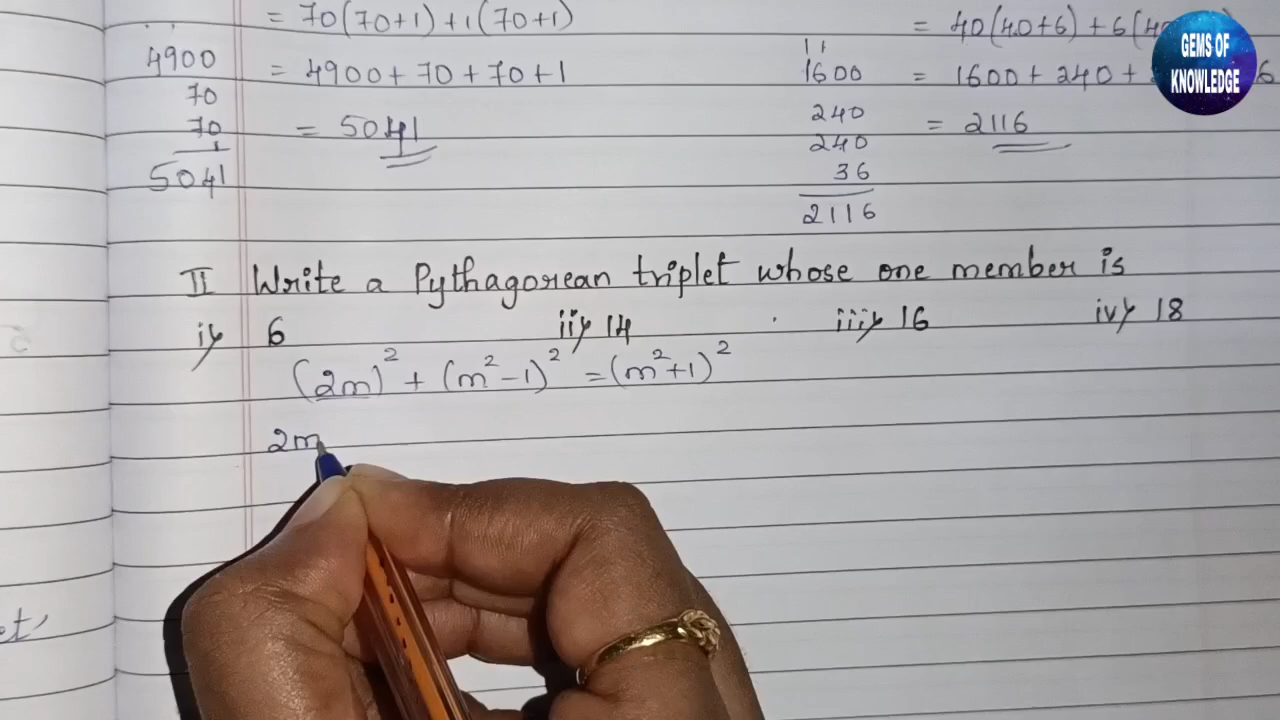 = 70(70+1)+1(70+1)
4900 = 4900+70+70+1
70
70 = 5041
1
5041
= 40(40+6)+6(4
1600 = 1600+240+
240
240 = 2116
36
2116
GEMS OF
KNOWLEDGE
II Write a Pythagorean triplet whose one member is
i) 6 ii) 14 iii) 16 iv) 18
(2m)² + (m²-1)² = (m²+1)²
2m